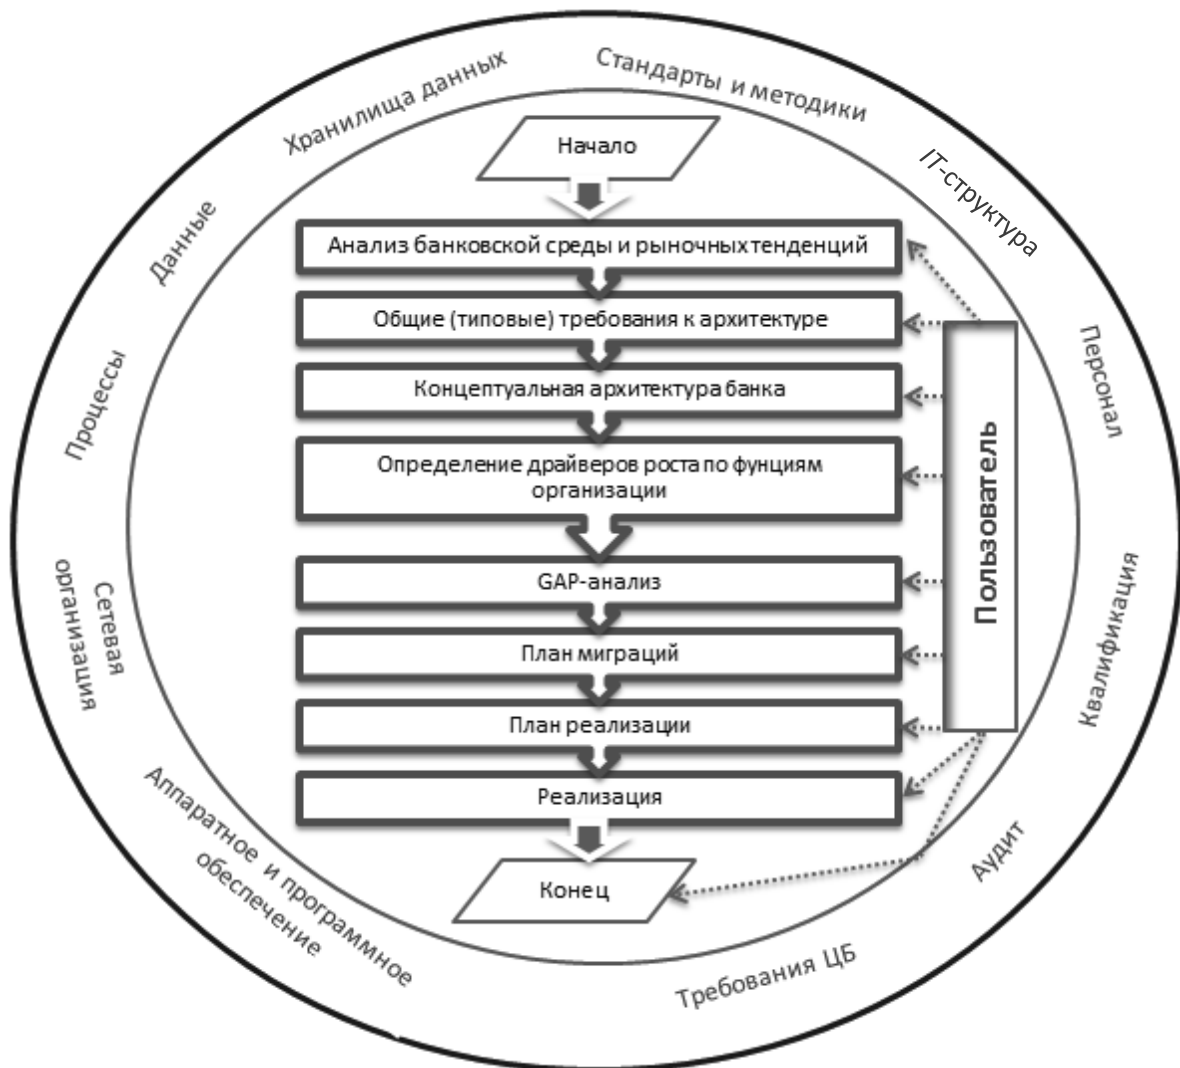 Хранилища данных
Стандарты и методики
IT-структура
Данные
Процессы
Персонал
Начало
Анализ банковской среды и рыночных тенденций
Общие (типовые) требования к архитектуре
Концептуальная архитектура банка
Определение драйверов роста по фунциям
организации
GAP-анализ
План миграций
План реализации
Реализация
Конец
Пользователь
Сетевая
организация
Квалификация
Аппаратное и программное
обеспечение
Аудит
Требования ЦБ